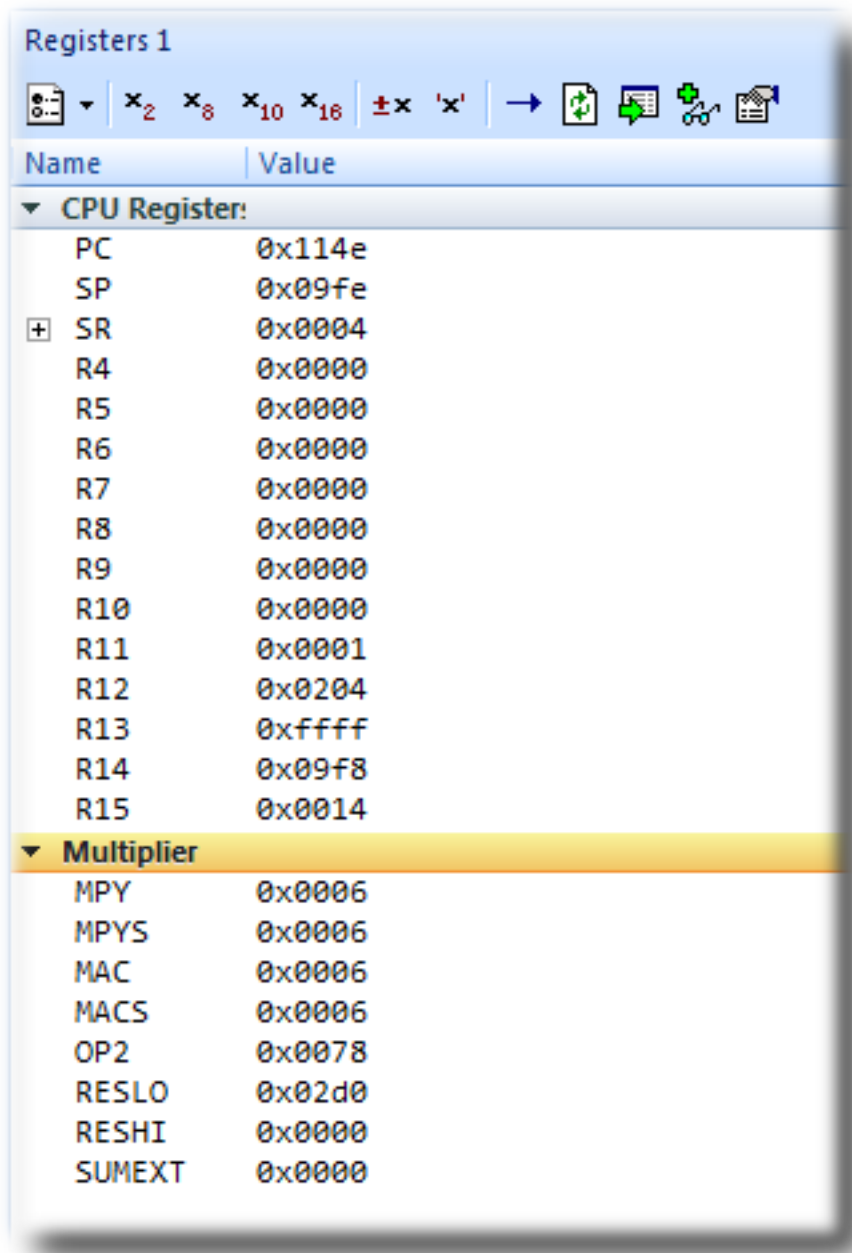 Registers 1
x2 x8 x10 x16 ±x 'x'
Name Value
CPU Registers
PC 0x114e
SP 0x09fe
SR 0x0004
R4 0x0000
R5 0x0000
R6 0x0000
R7 0x0000
R8 0x0000
R9 0x0000
R10 0x0000
R11 0x0001
R12 0x0204
R13 0xffff
R14 0x09f8
R15 0x0014
Multiplier
MPY 0x0006
MPYS 0x0006
MAC 0x0006
MACS 0x0006
OP2 0x0078
RESLO 0x02d0
RESHI 0x0000
SUMEXT 0x0000